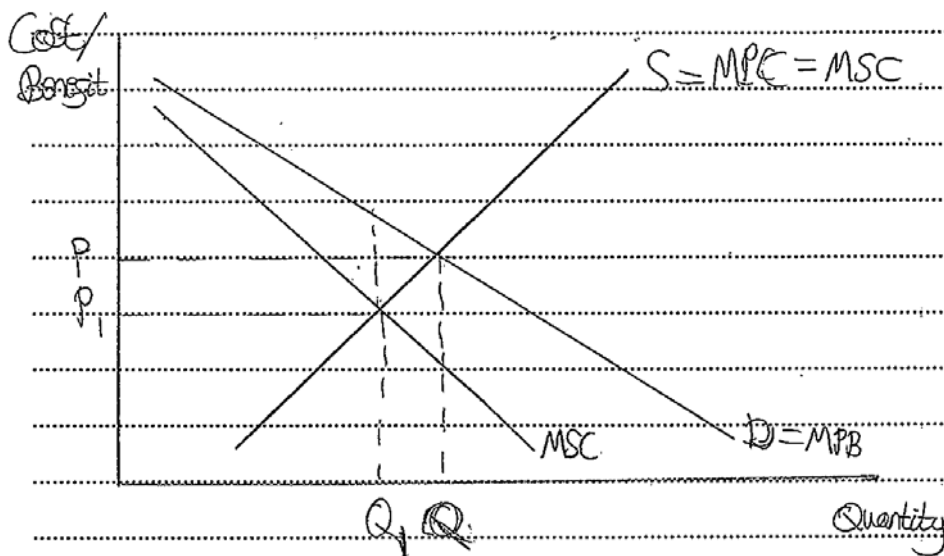 Cost/
Benefit
S = MPC = MSC
P
P₁
MSC
D = MPB
Q₁ Q
Quantity